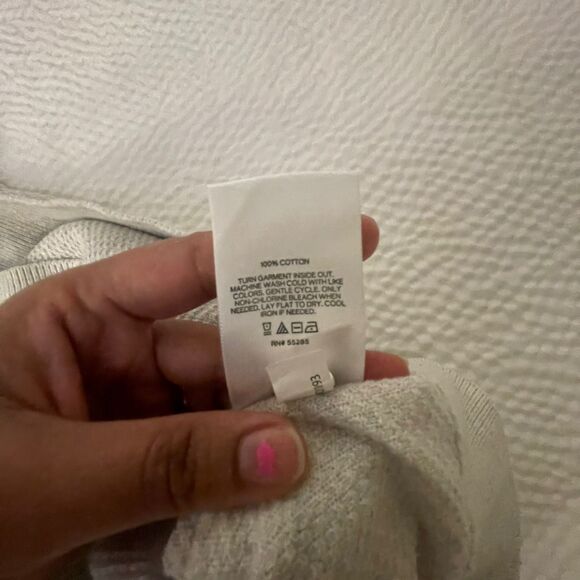 100% COTTON
TURN GARMENT INSIDE OUT.
MACHINE WASH COLD WITH LIKE
COLORS. GENTLE CYCLE. ONLY
NON-CHLORINE BLEACH WHEN
NEEDED. LAY FLAT TO DRY. COOL
IRON IF NEEDED.
RN# 55285